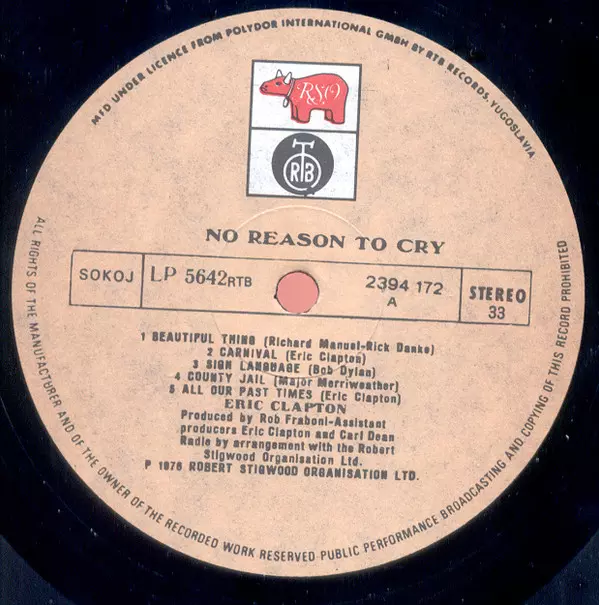 MFD UNDER LICENCE FROM POLYDOR INTERNATIONAL GMBH BY RTB RECORDS, YUGOSLAVIA
RSO
RTB
NO REASON TO CRY
SOKOJ
LP 5642RTB
2394 172
A
STEREO
33
1 BEAUTIFUL THING (Richard Manuel-Rick Danke)
2 CARNIVAL (Eric Clapton)
3 SIGN LANGUAGE (Bob Dylan)
4 COUNTY JAIL (Major Merriweather)
5 ALL OUR PAST TIMES (Eric Clapton)
ERIC CLAPTON
Produced by Rob Fraboni-Assistant
producers Eric Clapton and Carl Dean
Radle by arrangement with the Robert
Stigwood Organisation Ltd.
P 1976 ROBERT STIGWOOD ORGANISATION LTD.
ALL RIGHTS OF THE MANUFACTURER AND OF THE OWNER OF THE RECORDED WORK RESERVED PUBLIC PERFORMANCE BROADCASTING AND COPYING OF THIS RECORD PROHIBITED